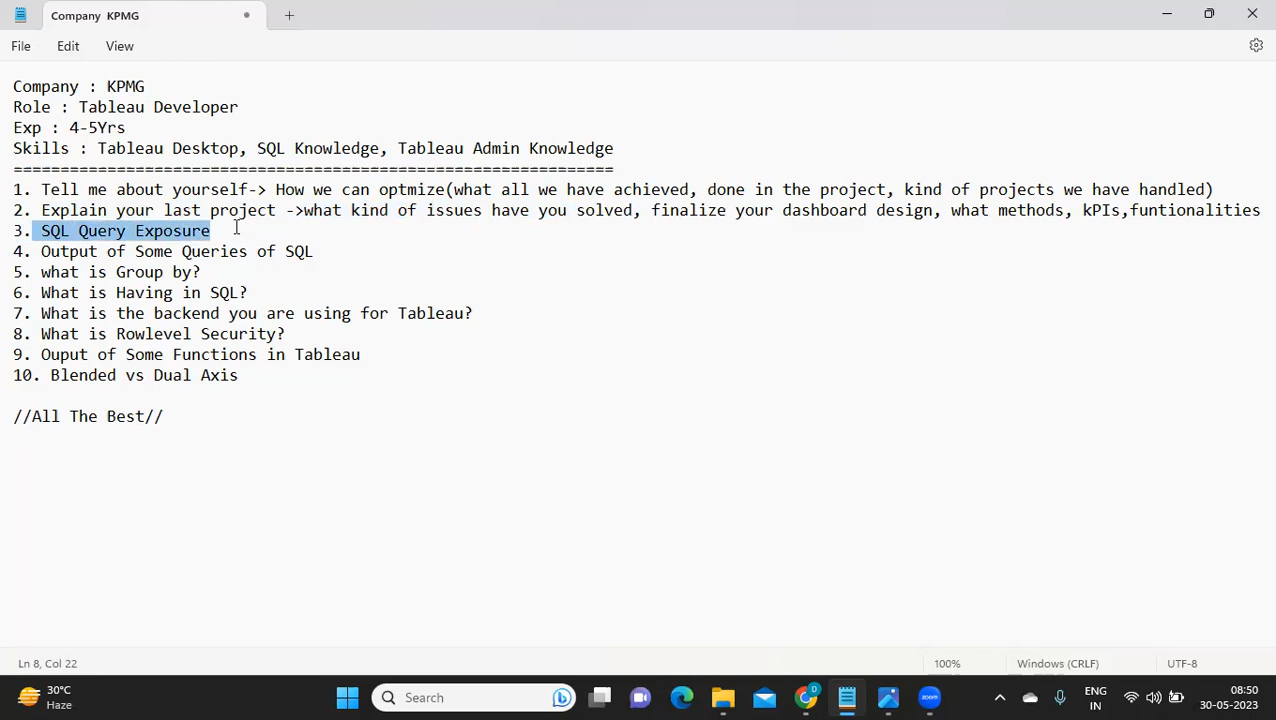 Company KPMG
File Edit View
Company : KPMG
Role : Tableau Developer
Exp : 4-5Yrs
Skills : Tableau Desktop, SQL Knowledge, Tableau Admin Knowledge
================================================================
1. Tell me about yourself-> How we can optmize(what all we have achieved, done in the project, kind of projects we have handled)
2. Explain your last project ->what kind of issues have you solved, finalize your dashboard design, what methods, kPIs,funtionalities
3. SQL Query Exposure
4. Output of Some Queries of SQL
5. what is Group by?
6. What is Having in SQL?
7. What is the backend you are using for Tableau?
8. What is Rowlevel Security?
9. Ouput of Some Functions in Tableau
10. Blended vs Dual Axis
//All The Best//
Ln 8, Col 22 100% Windows (CRLF) UTF-8
30°C
Haze
Search
zoom
ENG
IN
08:50
30-05-2023